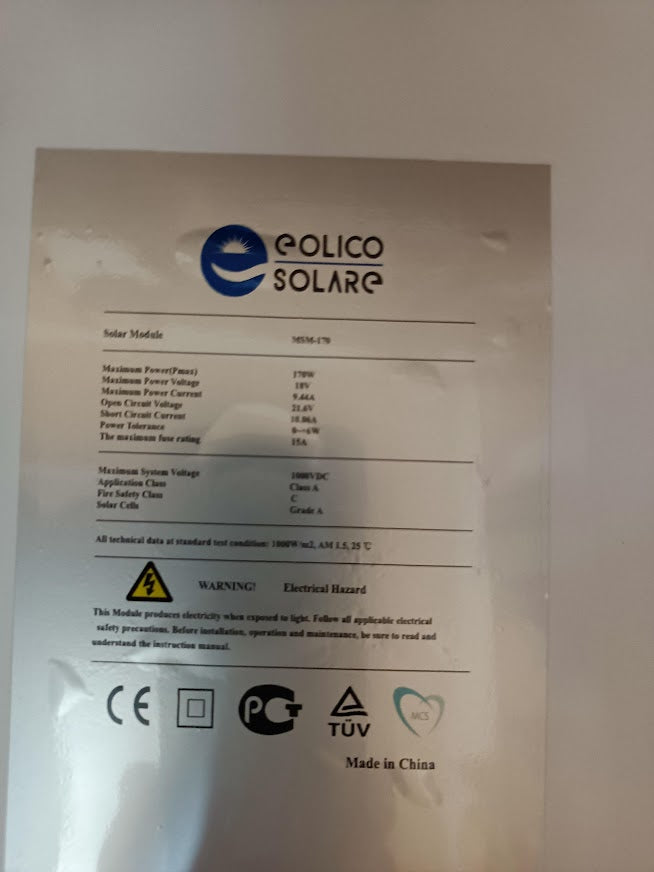 eOLICO
SOLARe
Solar Module MSM-170
Maximum Power(Pmax) 170W
Maximum Power Voltage 18V
Maximum Power Current 9.44A
Open Circuit Voltage 21.6V
Short Circuit Current 10.06A
Power Tolerance 0~+6W
The maximum fuse rating 15A
Maximum System Voltage 1000VDC
Application Class Class A
Fire Safety Class C
Solar Cells Grade A
All technical data at standard test condition: 1000W/m2, AM 1.5, 25 ℃
WARNING! Electrical Hazard
This Module produces electricity when exposed to light. Follow all applicable electrical
safety precautions. Before installation, operation and maintenance, be sure to read and
understand the instruction manual.
CE PCT TÜV MCS
Made in China